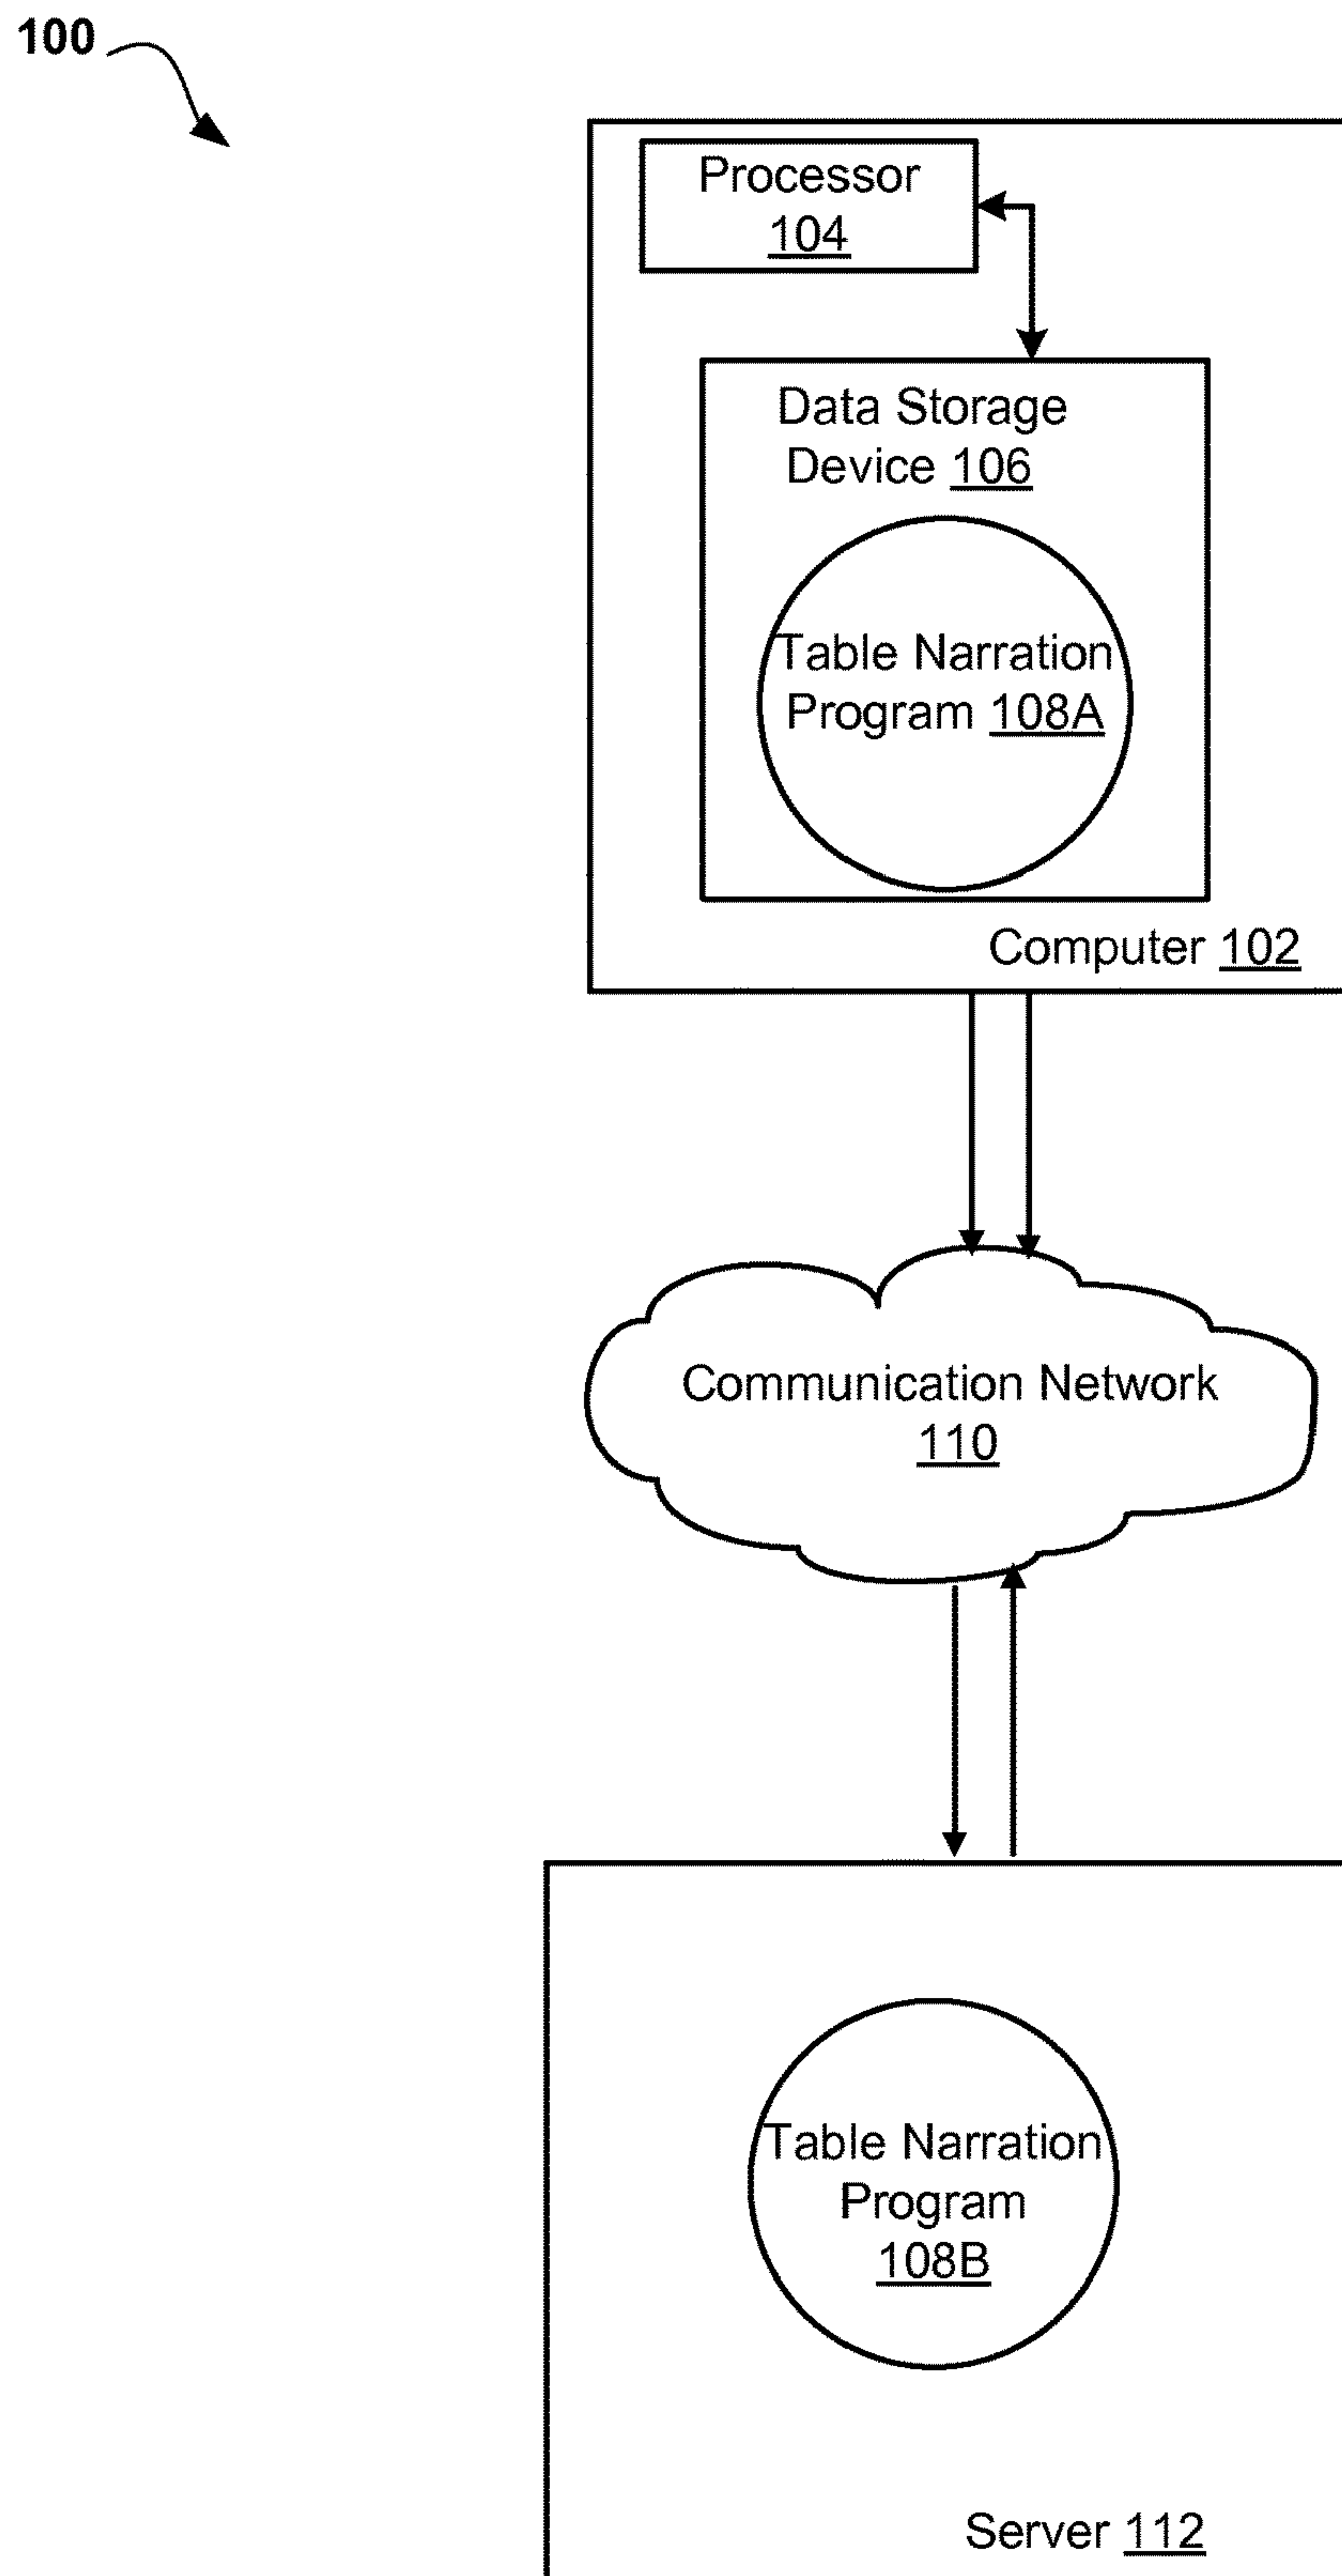 100
Processor
104
Data Storage
Device 106
Table Narration
Program 108A
Computer 102
Communication Network
110
Table Narration
Program
108B
Server 112